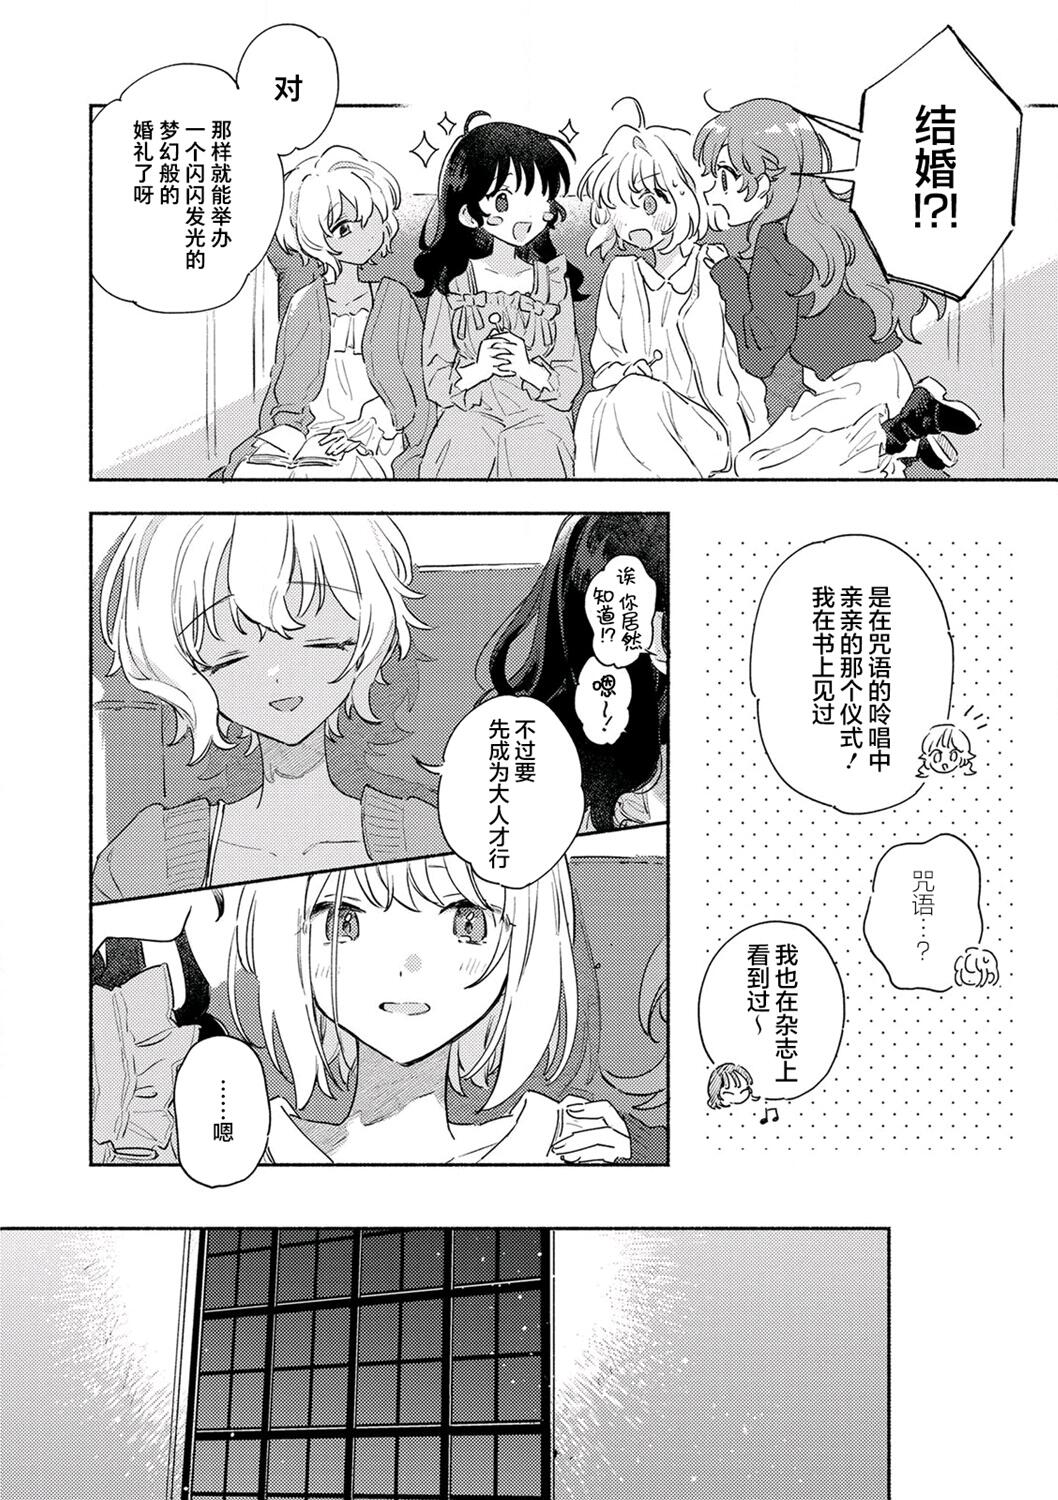 结婚!?!
对
那样就能举办
一个闪闪发光的
梦幻般的
婚礼了呀
是在咒语的吟唱中
亲亲的那个仪式！
我在书上见过
咒语…？
我也在杂志上
看到过～
诶 你居然
知道!?
嗯～！
不过要
先成为大人才行
……嗯